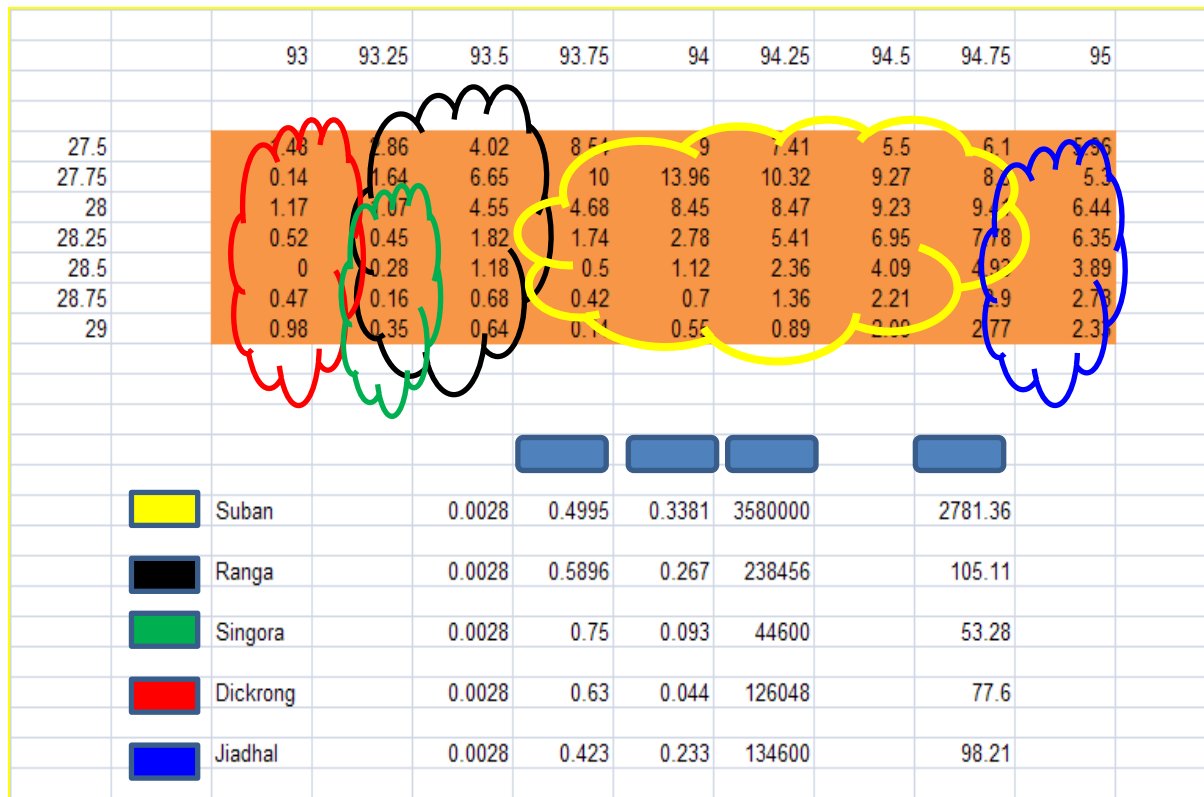 93 93.25 93.5 93.75 94 94.25 94.5 94.75 95
27.5 4.02 9 7.41 5.5 6.1
27.75 0.14 1.64 6.65 10 13.96 10.32 9.27 5.3
28 1.17 4.55 4.68 8.45 8.47 9.23 6.44
28.25 0.52 0.45 1.82 1.74 2.78 5.41 6.95 7.78 6.35
28.5 0 0.28 1.18 0.5 1.12 2.36 4.09 3.89
28.75 0.47 0.16 0.68 0.42 0.7 1.36 2.21
29 0.98 0.35 0.64 0.14 0.55 0.89 2.77
Suban 0.0028 0.4995 0.3381 3580000 2781.36
Ranga 0.0028 0.5896 0.267 238456 105.11
Singora 0.0028 0.75 0.093 44600 53.28
Dickrong 0.0028 0.63 0.044 126048 77.6
Jiadhal 0.0028 0.423 0.233 134600 98.21